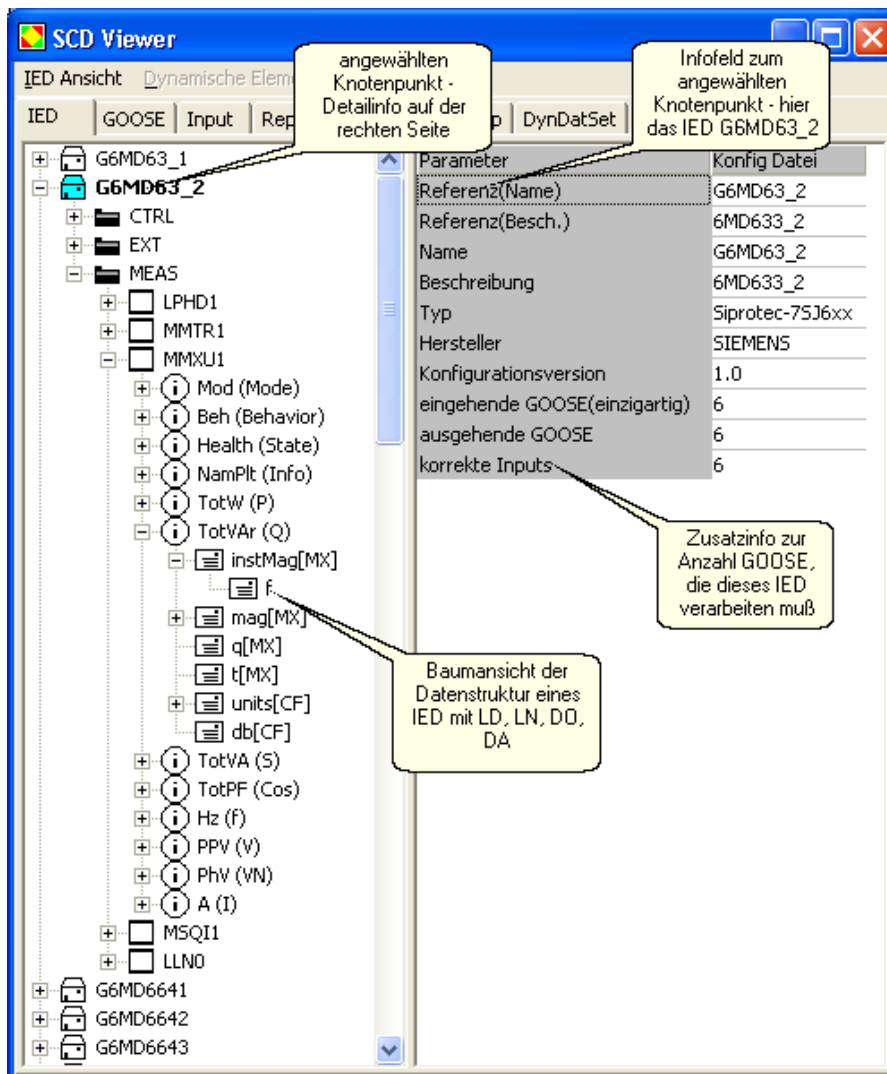 SCD Viewer
IED Ansicht Dynamische
IED GOOSE Input DynDatSet
angewählten
Knotenpunkt -
Detailinfo auf der
rechten Seite
Infofeld zum
angewählten
Knotenpunkt - hier
das IED G6MD63_2
G6MD63_1
G6MD63_2
CTRL
EXT
MEAS
LPHD1
MMTR1
MMXU1
Mod (Mode)
Beh (Behavior)
Health (State)
NamPlt (Info)
TotW (P)
TotVAr (Q)
instMag[MX]
f
mag[MX]
q[MX]
t[MX]
units[CF]
db[CF]
TotVA (S)
TotPF (Cos)
Hz (f)
PPV (V)
PhV (VN)
A (I)
MSQI1
LLN0
G6MD6641
G6MD6642
G6MD6643
Parameter Konfig Datei
Referenz(Name) G6MD63_2
Referenz(Besch.) 6MD633_2
Name G6MD63_2
Beschreibung 6MD633_2
Typ Siprotec-7SJ6xx
Hersteller SIEMENS
Konfigurationsversion 1.0
eingehende GOOSE(einzigartig) 6
ausgehende GOOSE 6
korrekte Inputs 6
Zusatzinfo zur
Anzahl GOOSE,
die dieses IED
verarbeiten muß
Baumansicht der
Datenstruktur eines
IED mit LD, LN, DO,
DA